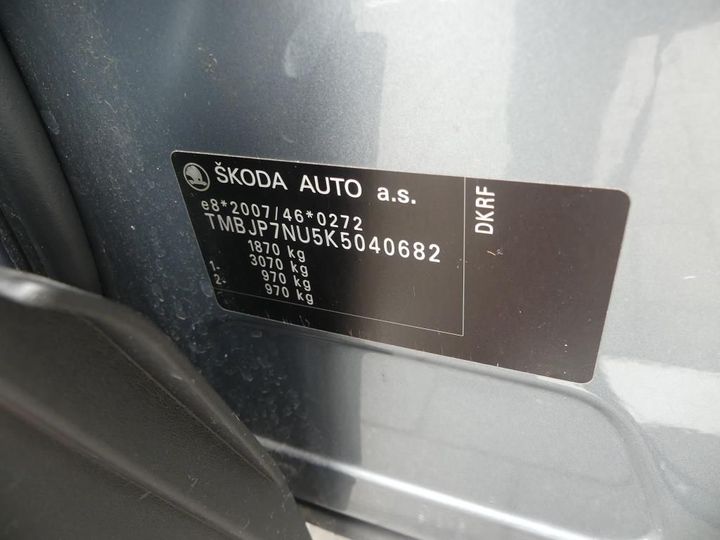 ŠKODA AUTO a.s.
e8*2007/46*0272
TMBJP7NU5K5040682
1870 kg
3070 kg
1- 970 kg
2- 970 kg
DKRF